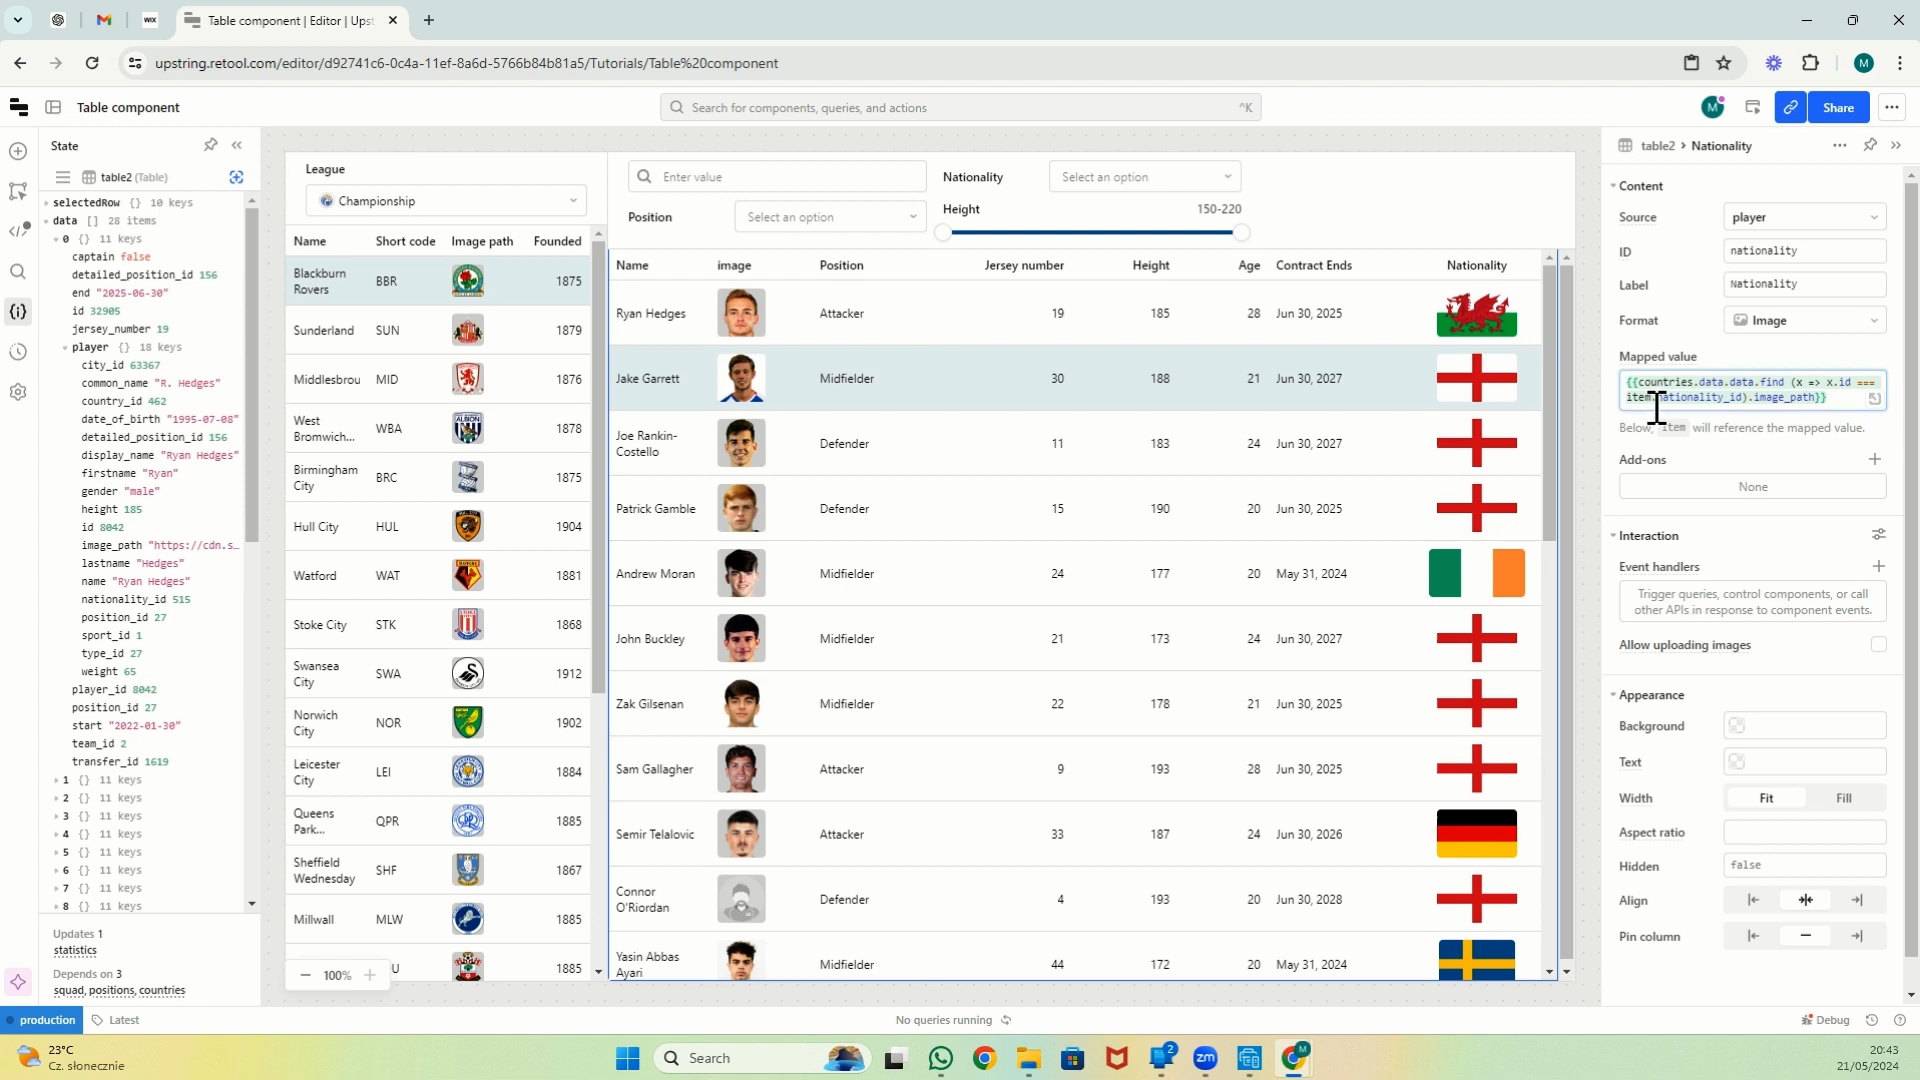 WIX
Table component | Editor | Upst
upstring.retool.com/editor/d92741c6-0c4a-11ef-8a6d-5766b84b81a5/Tutorials/Table%20component
M
Table component
Search for components, queries, and actions
^K
M
Share
State
table2 (Table)
selectedRow {} 10 keys
data [] 28 items
0 {} 11 keys
captain false
detailed_position_id 156
end "2025-06-30"
id 32905
jersey_number 19
player {} 18 keys
city_id 63367
common_name "R. Hedges"
country_id 462
date_of_birth "1995-07-08"
detailed_position_id 156
display_name "Ryan Hedges"
firstname "Ryan"
gender "male"
height 185
id 8042
image_path "https://cdn.s…
lastname "Hedges"
name "Ryan Hedges"
nationality_id 515
position_id 27
sport_id 1
type_id 27
weight 65
player_id 8042
position_id 27
start "2022-01-30"
team_id 2
transfer_id 1619
1 {} 11 keys
2 {} 11 keys
3 {} 11 keys
4 {} 11 keys
5 {} 11 keys
6 {} 11 keys
7 {} 11 keys
8 {} 11 keys
Updates 1
statistics
Depends on 3
squad, positions, countries
League
Championship
Name Short code Image path Founded
Blackburn Rovers BBR 1875
Sunderland SUN 1879
Middlesbrou MID 1876
West Bromwich... WBA 1878
Birmingham City BRC 1875
Hull City HUL 1904
Watford WAT 1881
Stoke City STK 1868
Swansea City SWA 1912
Norwich City NOR 1902
Leicester City LEI 1884
Queens Park... QPR 1885
Sheffield Wednesday SHF 1867
Millwall MLW 1885
U 1885
100%
Enter value
Nationality
Select an option
Position
Select an option
Height
150-220
Name image Position Jersey number Height Age Contract Ends Nationality
Ryan Hedges Attacker 19 185 28 Jun 30, 2025
Jake Garrett Midfielder 30 188 21 Jun 30, 2027
Joe Rankin-Costello Defender 11 183 24 Jun 30, 2027
Patrick Gamble Defender 15 190 20 Jun 30, 2025
Andrew Moran Midfielder 24 177 20 May 31, 2024
John Buckley Midfielder 21 173 24 Jun 30, 2027
Zak Gilsenan Midfielder 22 178 21 Jun 30, 2025
Sam Gallagher Attacker 9 193 28 Jun 30, 2025
Semir Telalovic Attacker 33 187 24 Jun 30, 2026
Connor O'Riordan Defender 4 193 20 Jun 30, 2028
Yasin Abbas Ayari Midfielder 44 172 20 May 31, 2024
table2 > Nationality
Content
Source player
ID nationality
Label Nationality
Format Image
Mapped value
{{countries.data.data.find (x => x.id ===
item.nationality_id).image_path}}
Below, item will reference the mapped value.
Add-ons
None
Interaction
Event handlers
Trigger queries, control components, or call
other APIs in response to component events.
Allow uploading images
Appearance
Background
Text
Width Fit Fill
Aspect ratio
Hidden false
Align
Pin column
production
Latest
No queries running
Debug
23°C
Cz. słonecznie
Search
2
zm
M
20:43
21/05/2024